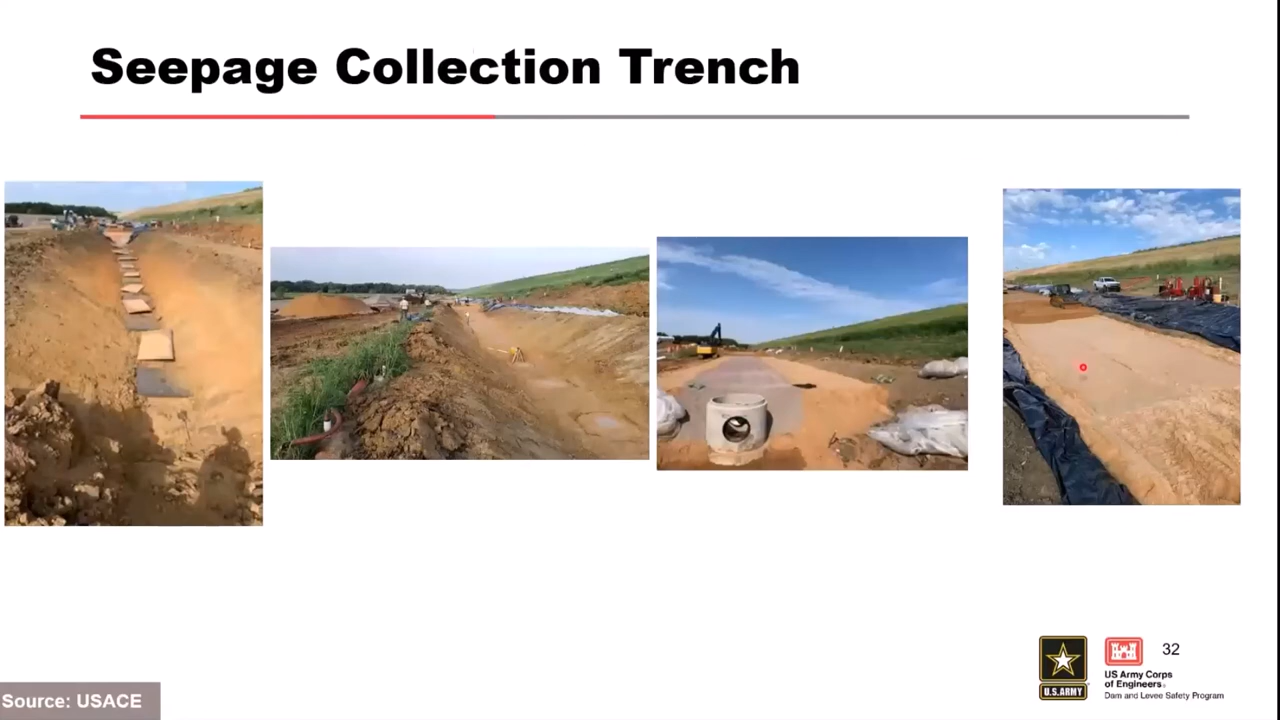 Seepage Collection Trench
32
U.S.ARMY
US Army Corps
of Engineers®
Dam and Levee Safety Program
Source: USACE